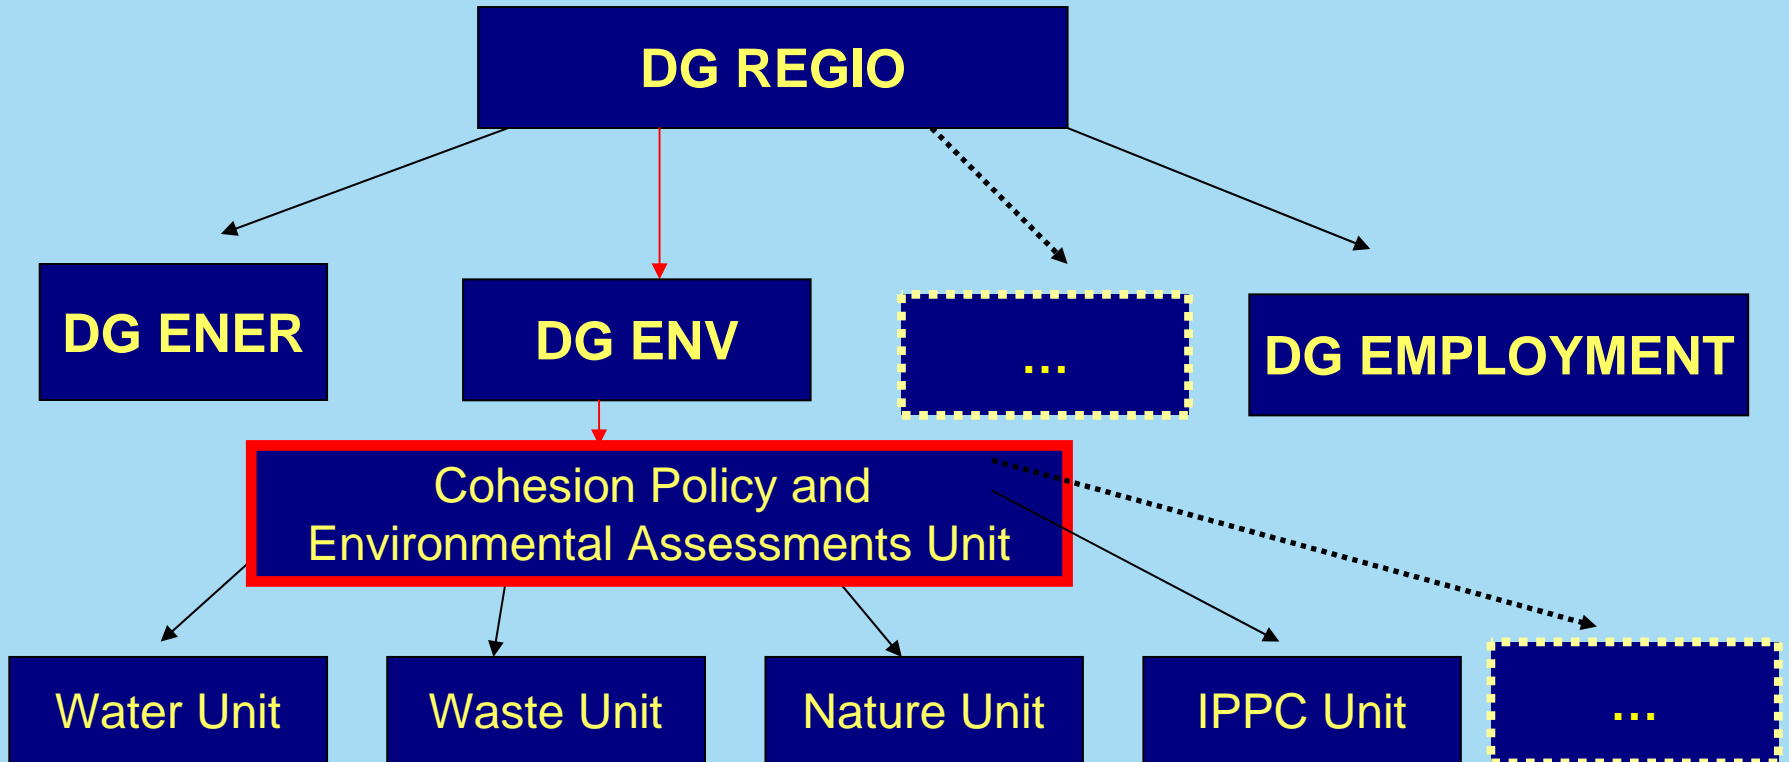 DG REGIO
DG ENER
DG ENV
...
DG EMPLOYMENT
Cohesion Policy and
Environmental Assessments Unit
Water Unit
Waste Unit
Nature Unit
IPPC Unit
...